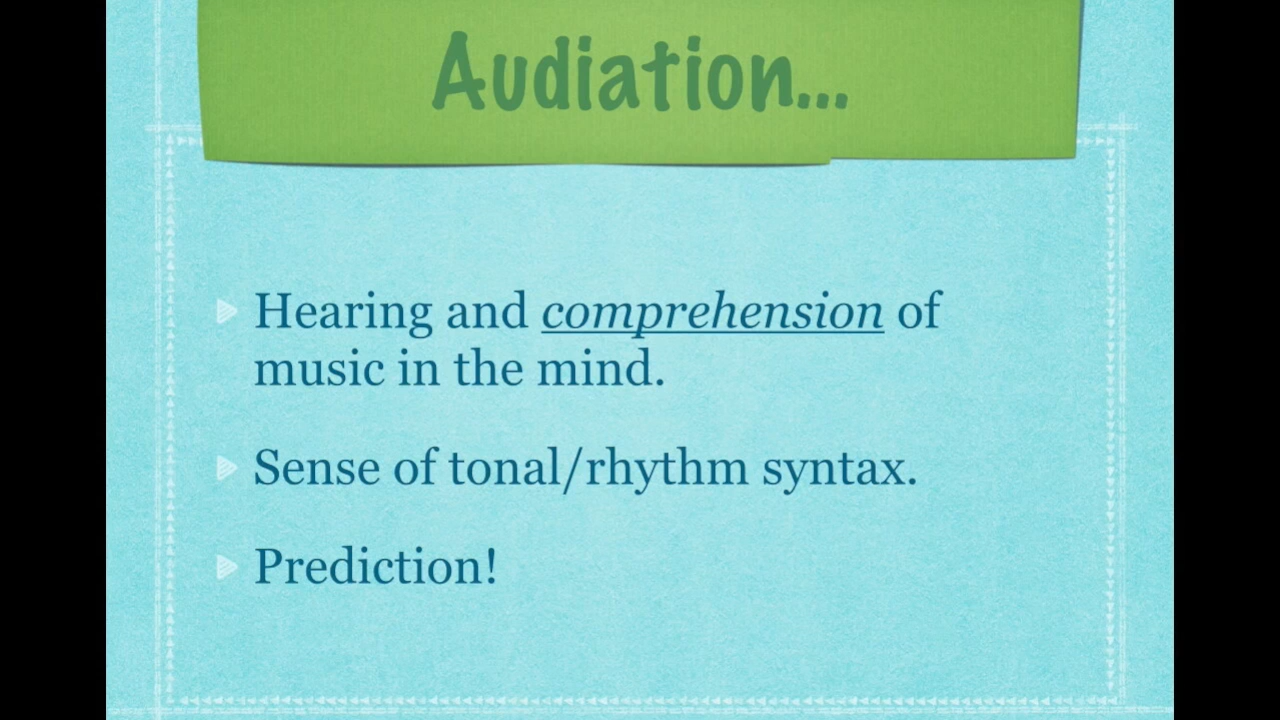 Audiation...
Hearing and comprehension of
music in the mind.
Sense of tonal/rhythm syntax.
Prediction!